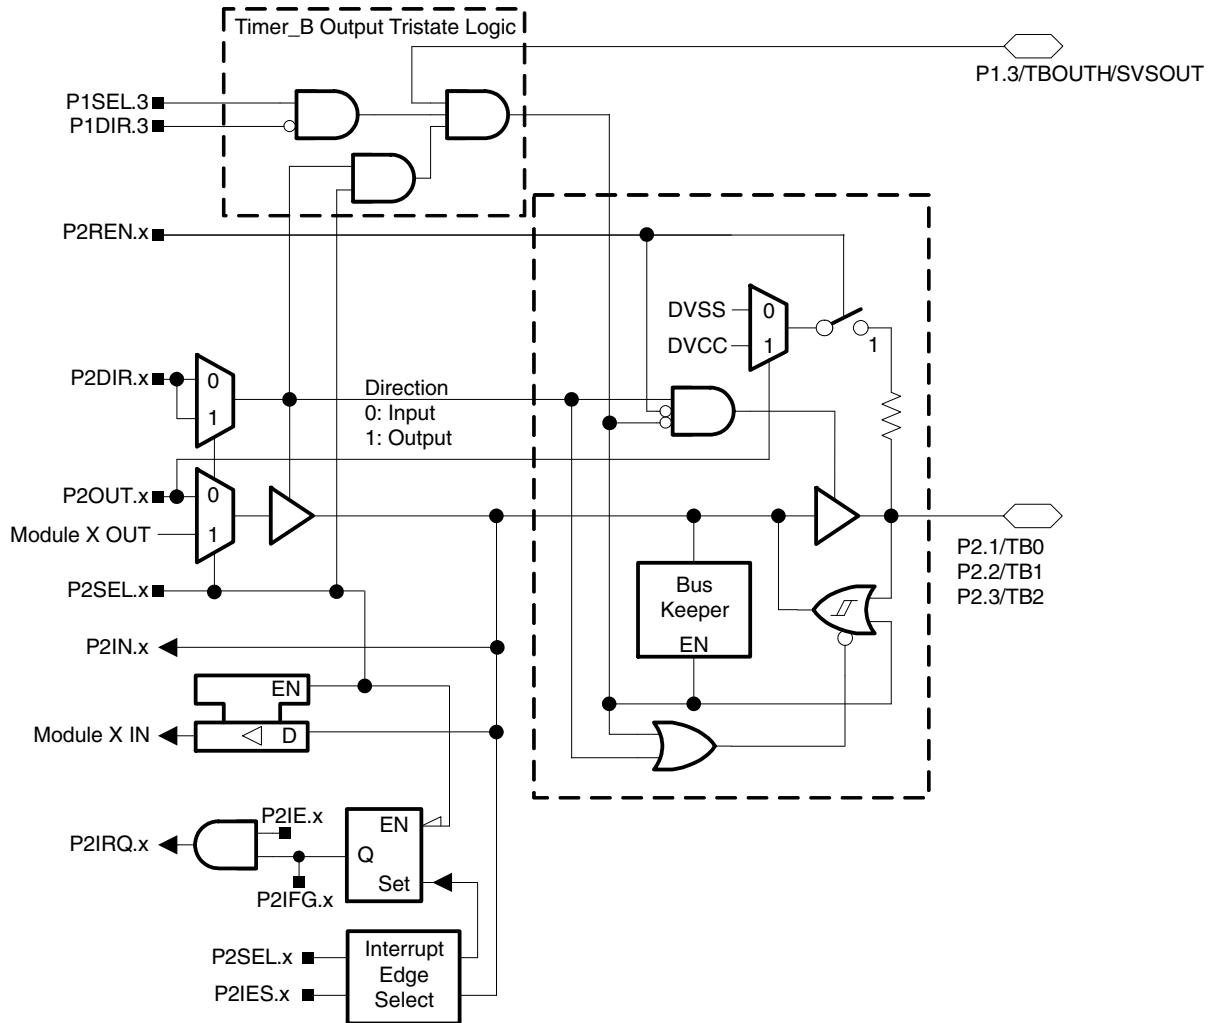 Timer_B Output Tristate Logic
P1.3/TBOUTH/SVSOUT
P1SEL.3
P1DIR.3
P2REN.x
DVSS
0
DVCC
1
1
P2DIR.x
0
1
Direction
0: Input
1: Output
P2OUT.x
0
Module X OUT
1
P2.1/TB0
P2.2/TB1
P2.3/TB2
P2SEL.x
Bus
Keeper
EN
P2IN.x
EN
Module X IN
D
P2IE.x
EN
P2IRQ.x
Q
Set
P2IFG.x
P2SEL.x
P2IES.x
Interrupt
Edge
Select